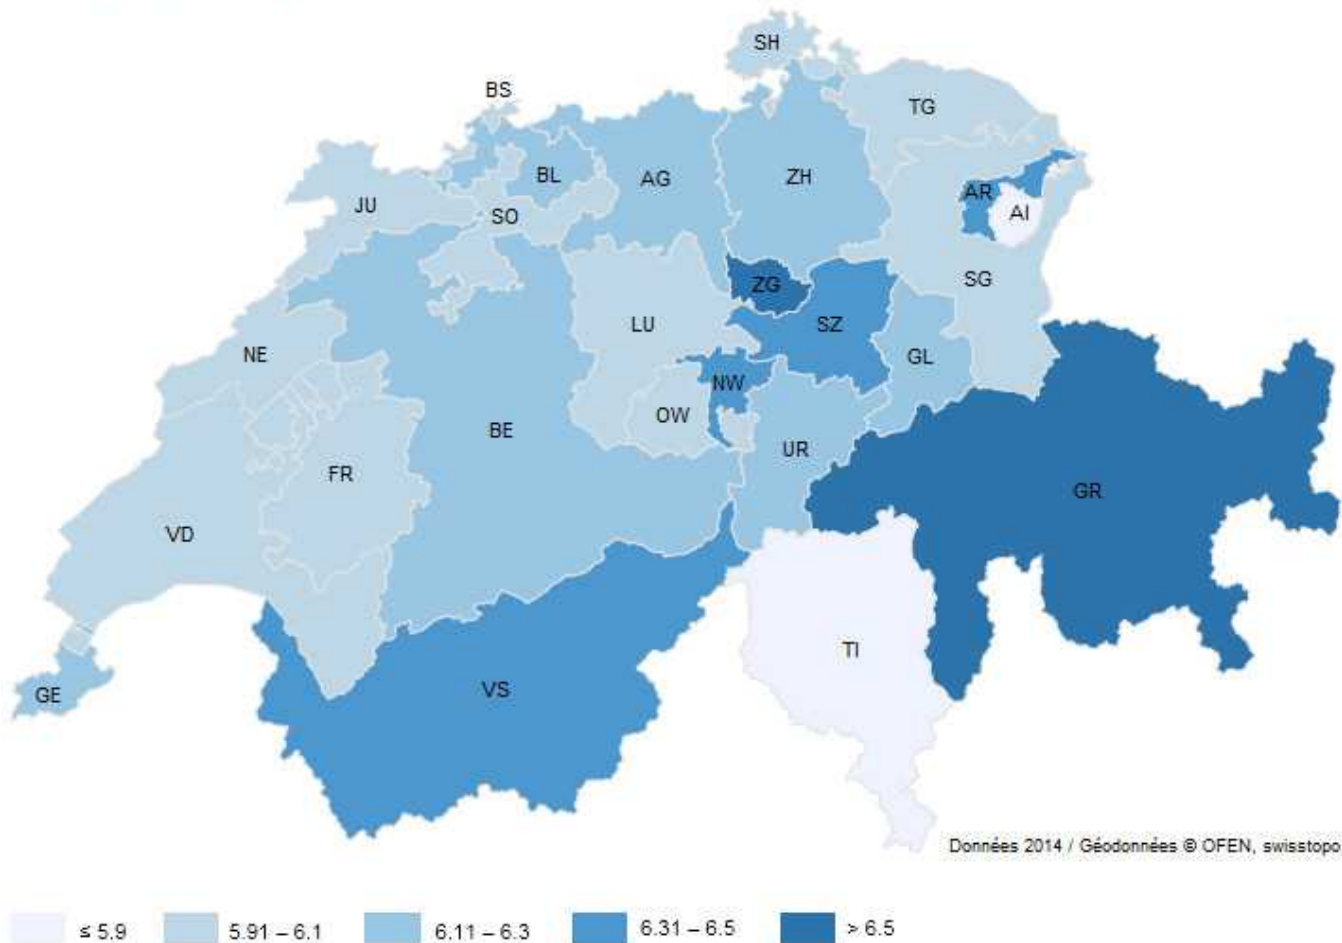 SH
BS
TG
BL
AG
ZH
AR
JU
SO
AI
ZG
SG
LU
SZ
NE
GL
NW
OW
BE
UR
FR
GR
VD
TI
GE
VS
Données 2014 / Géodonnées © OFEN, swisstopo
≤ 5.9 5.91 – 6.1 6.11 – 6.3 6.31 – 6.5 > 6.5